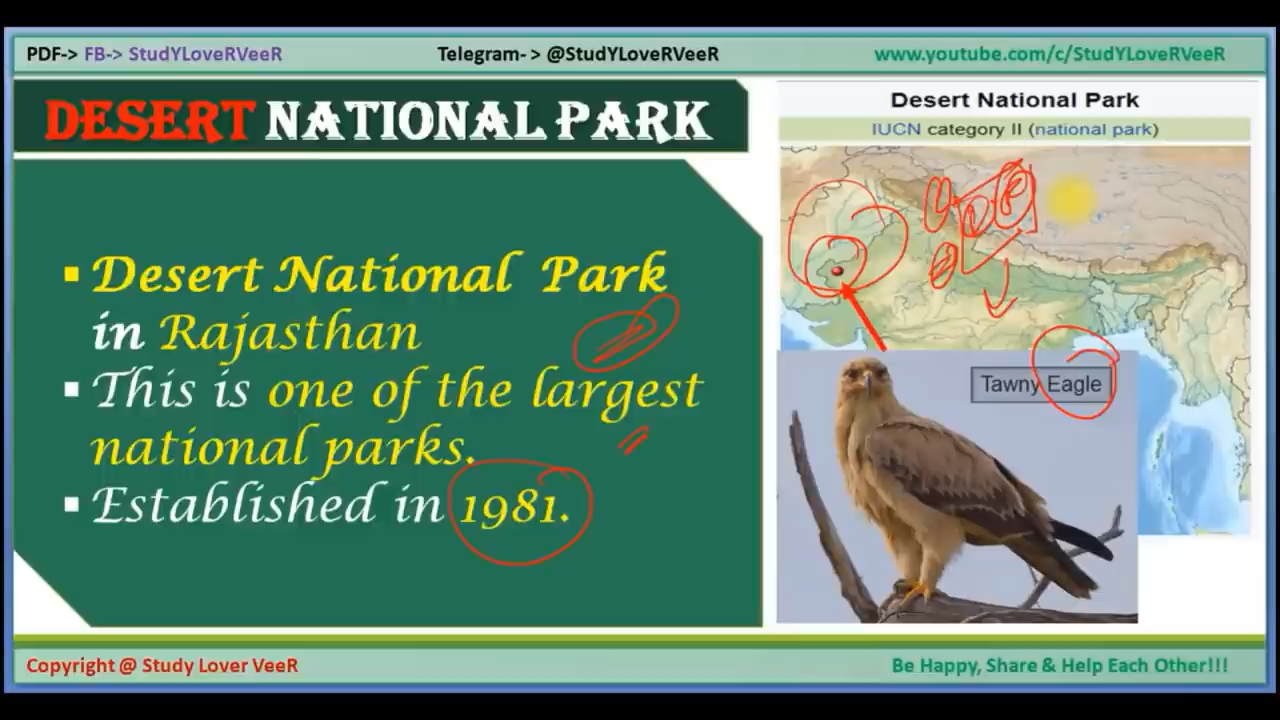 PDF-> FB-> StudYLoveRVeeR
Telegram- > @StudYLoveRVeeR
www.youtube.com/c/StudYLoveRVeeR
DESERT NATIONAL PARK
Desert National Park
IUCN category II (national park)
▪ Desert National Park
in Rajasthan
▪ This is one of the largest
national parks.
▪ Established in 1981.
Tawny Eagle
Copyright @ Study Lover VeeR
Be Happy, Share & Help Each Other!!!